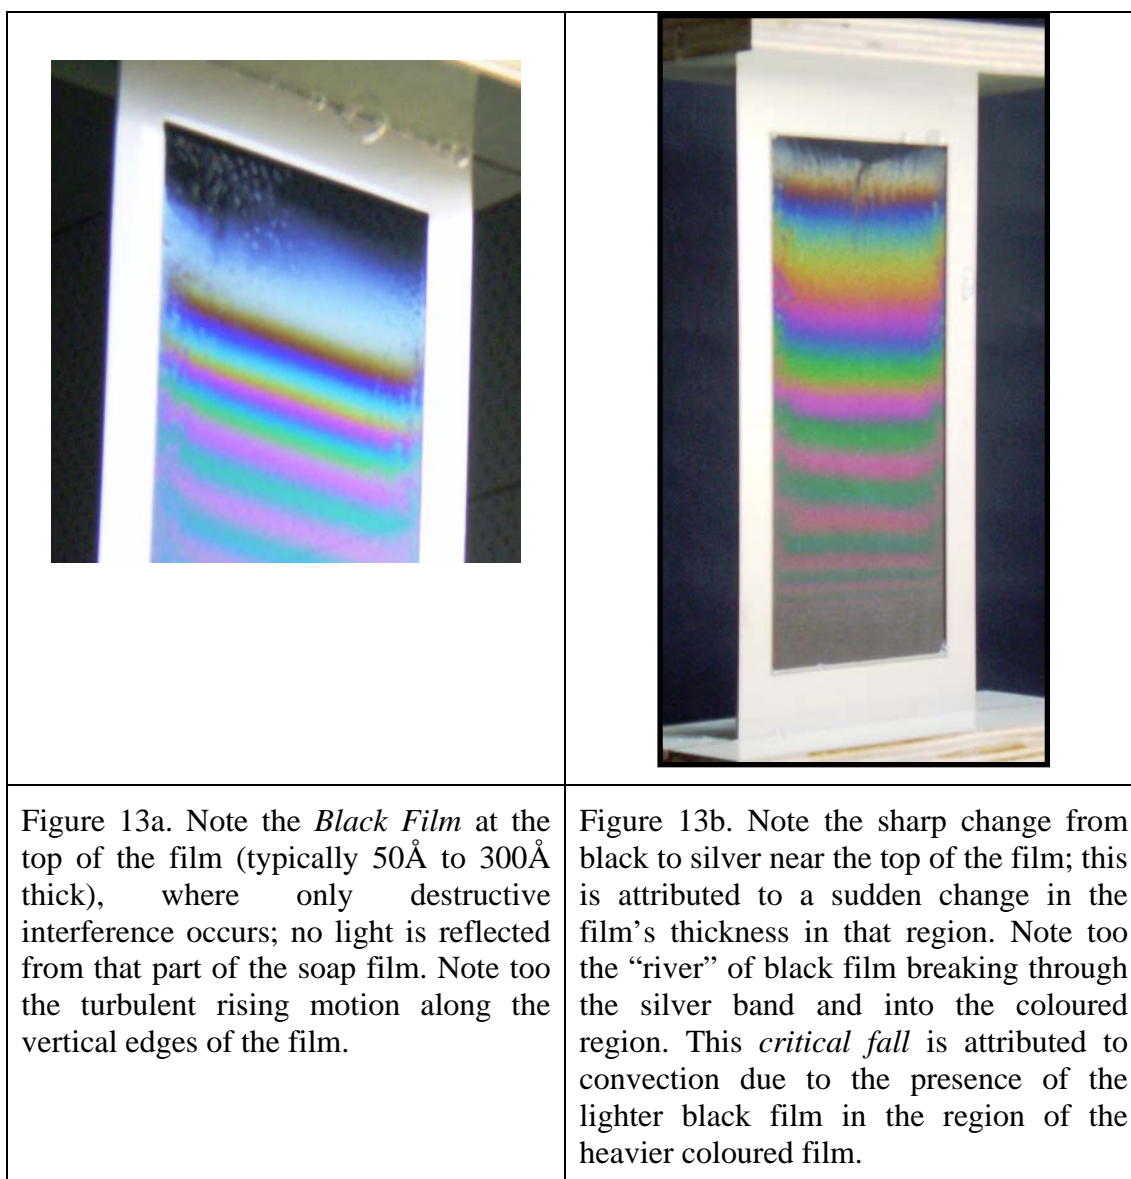 Figure 13a. Note the Black Film at the
top of the film (typically 50Å to 300Å
thick), where only destructive
interference occurs; no light is reflected
from that part of the soap film. Note too
the turbulent rising motion along the
vertical edges of the film.
Figure 13b. Note the sharp change from
black to silver near the top of the film; this
is attributed to a sudden change in the
film's thickness in that region. Note too
the “river” of black film breaking through
the silver band and into the coloured
region. This critical fall is attributed to
convection due to the presence of the
lighter black film in the region of the
heavier coloured film.